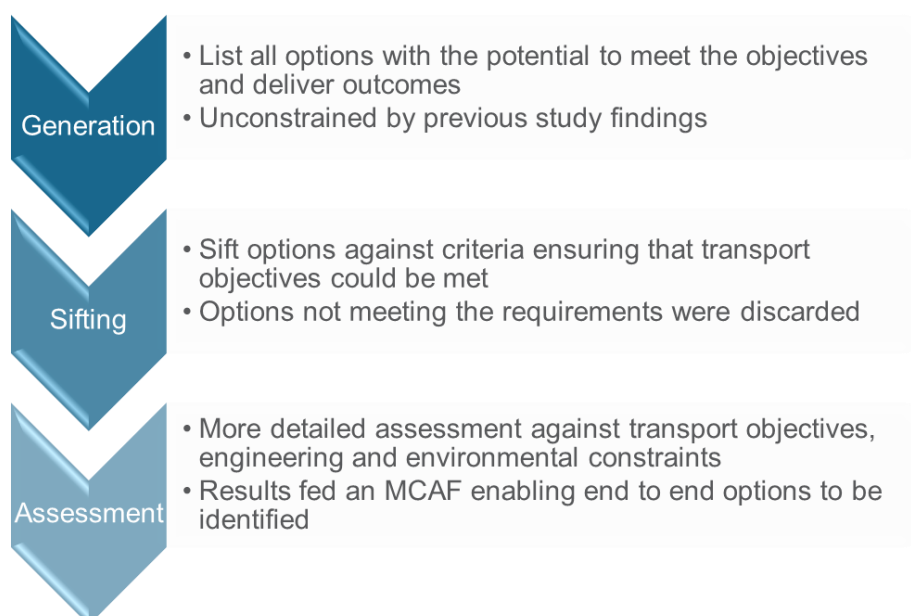 Generation
• List all options with the potential to meet the objectives
and deliver outcomes
• Unconstrained by previous study findings
Sifting
• Sift options against criteria ensuring that transport
objectives could be met
• Options not meeting the requirements were discarded
Assessment
• More detailed assessment against transport objectives,
engineering and environmental constraints
• Results fed an MCAF enabling end to end options to be
identified